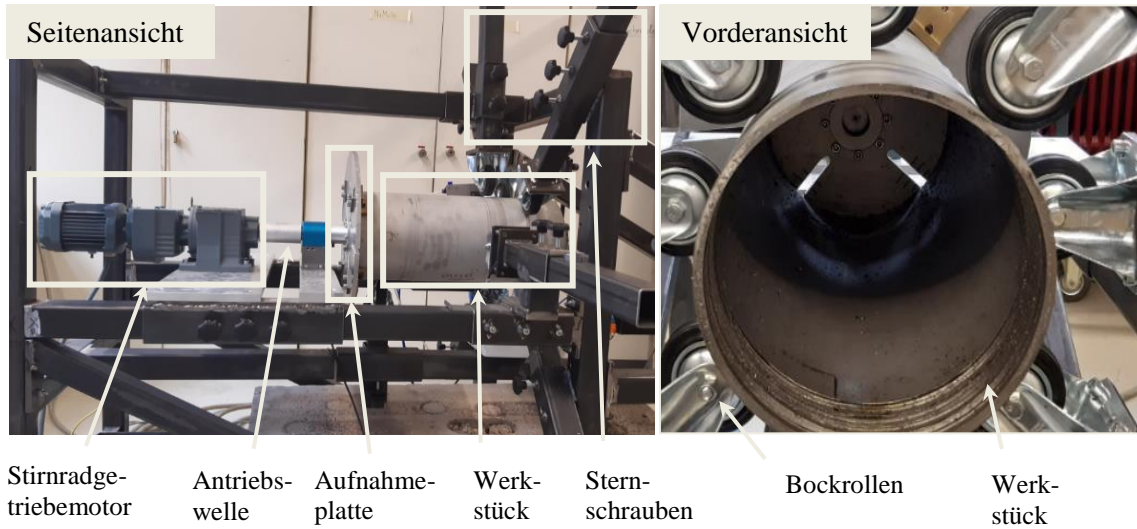 Seitenansicht
Vorderansicht
Stirnradge-
triebemotor
Antriebs-
welle
Aufnahme-
platte
Werk-
stück
Stern-
schrauben
Bockrollen
Werk-
stück